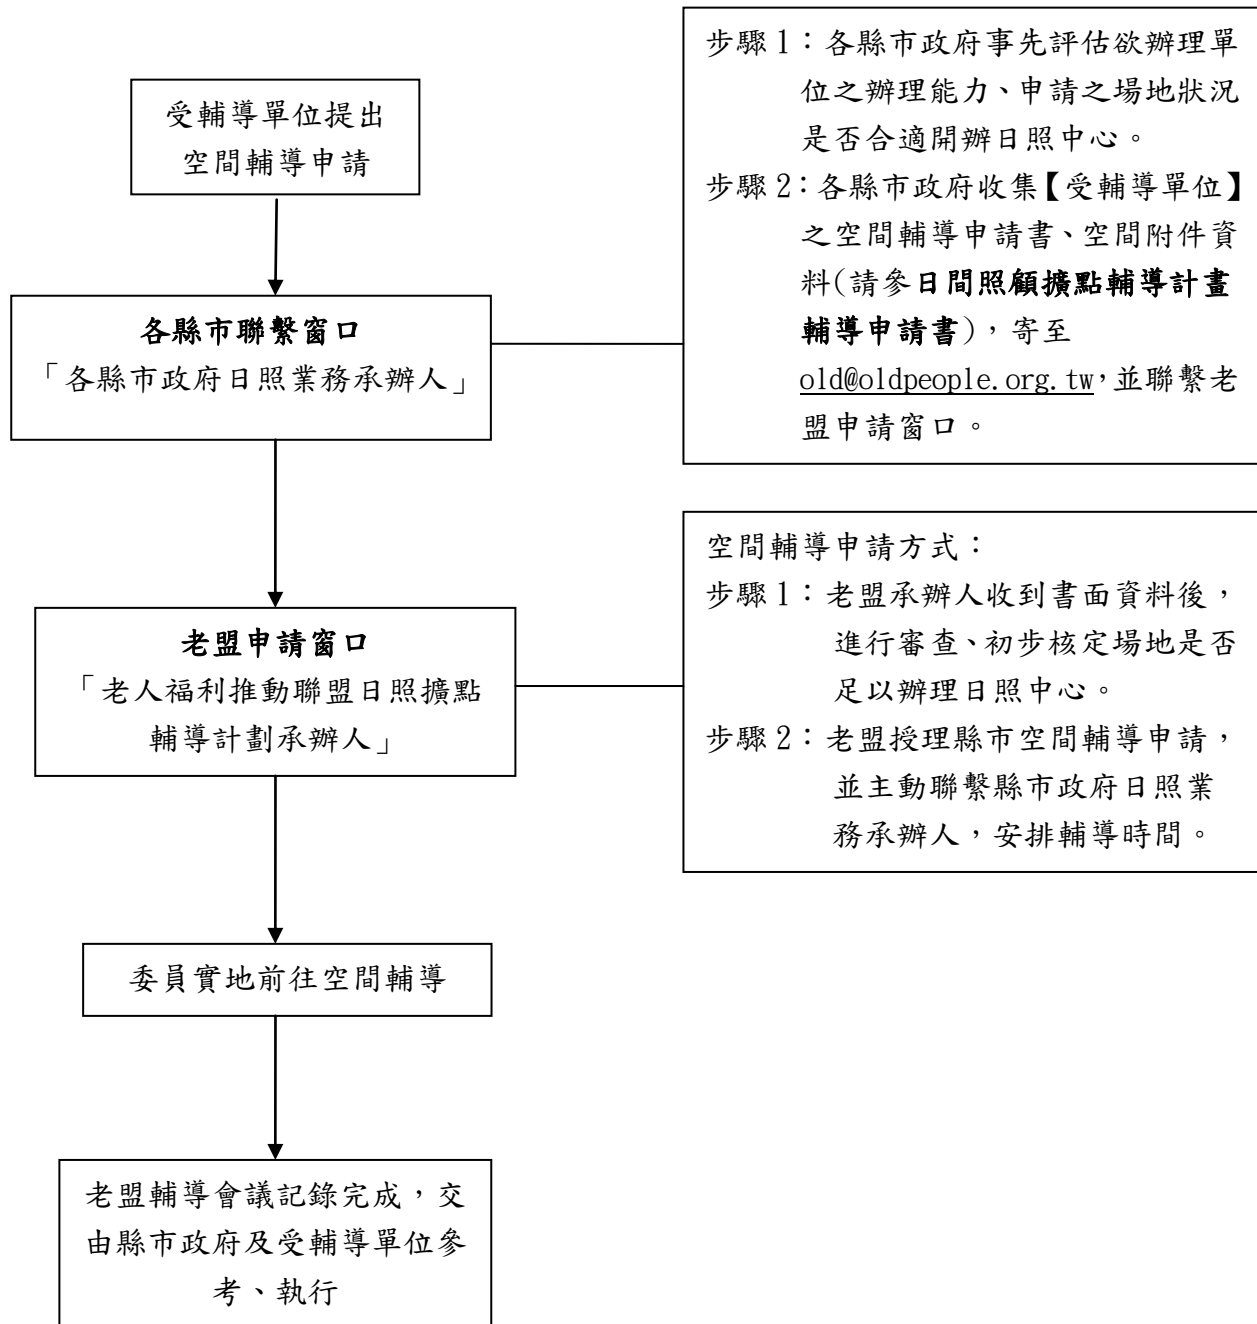 受輔導單位提出
空間輔導申請
步驟1：各縣市政府事先評估欲辦理單
位之辦理能力、申請之場地狀況
是否合適開辦日照中心。
步驟2：各縣市政府收集【受輔導單位】
之空間輔導申請書、空間附件資
料(請參日間照顧擴點輔導計畫
輔導申請書)，寄至
old@oldpeople.org.tw，並聯繫老
盟申請窗口。
各縣市聯繫窗口
「各縣市政府日照業務承辦人」
空間輔導申請方式：
步驟1：老盟承辦人收到書面資料後，
進行審查、初步核定場地是否
足以辦理日照中心。
步驟2：老盟授理縣市空間輔導申請，
並主動聯繫縣市政府日照業
務承辦人，安排輔導時間。
老盟申請窗口
「老人福利推動聯盟日照擴點
輔導計劃承辦人」
委員實地前往空間輔導
老盟輔導會議記錄完成，交
由縣市政府及受輔導單位參
考、執行